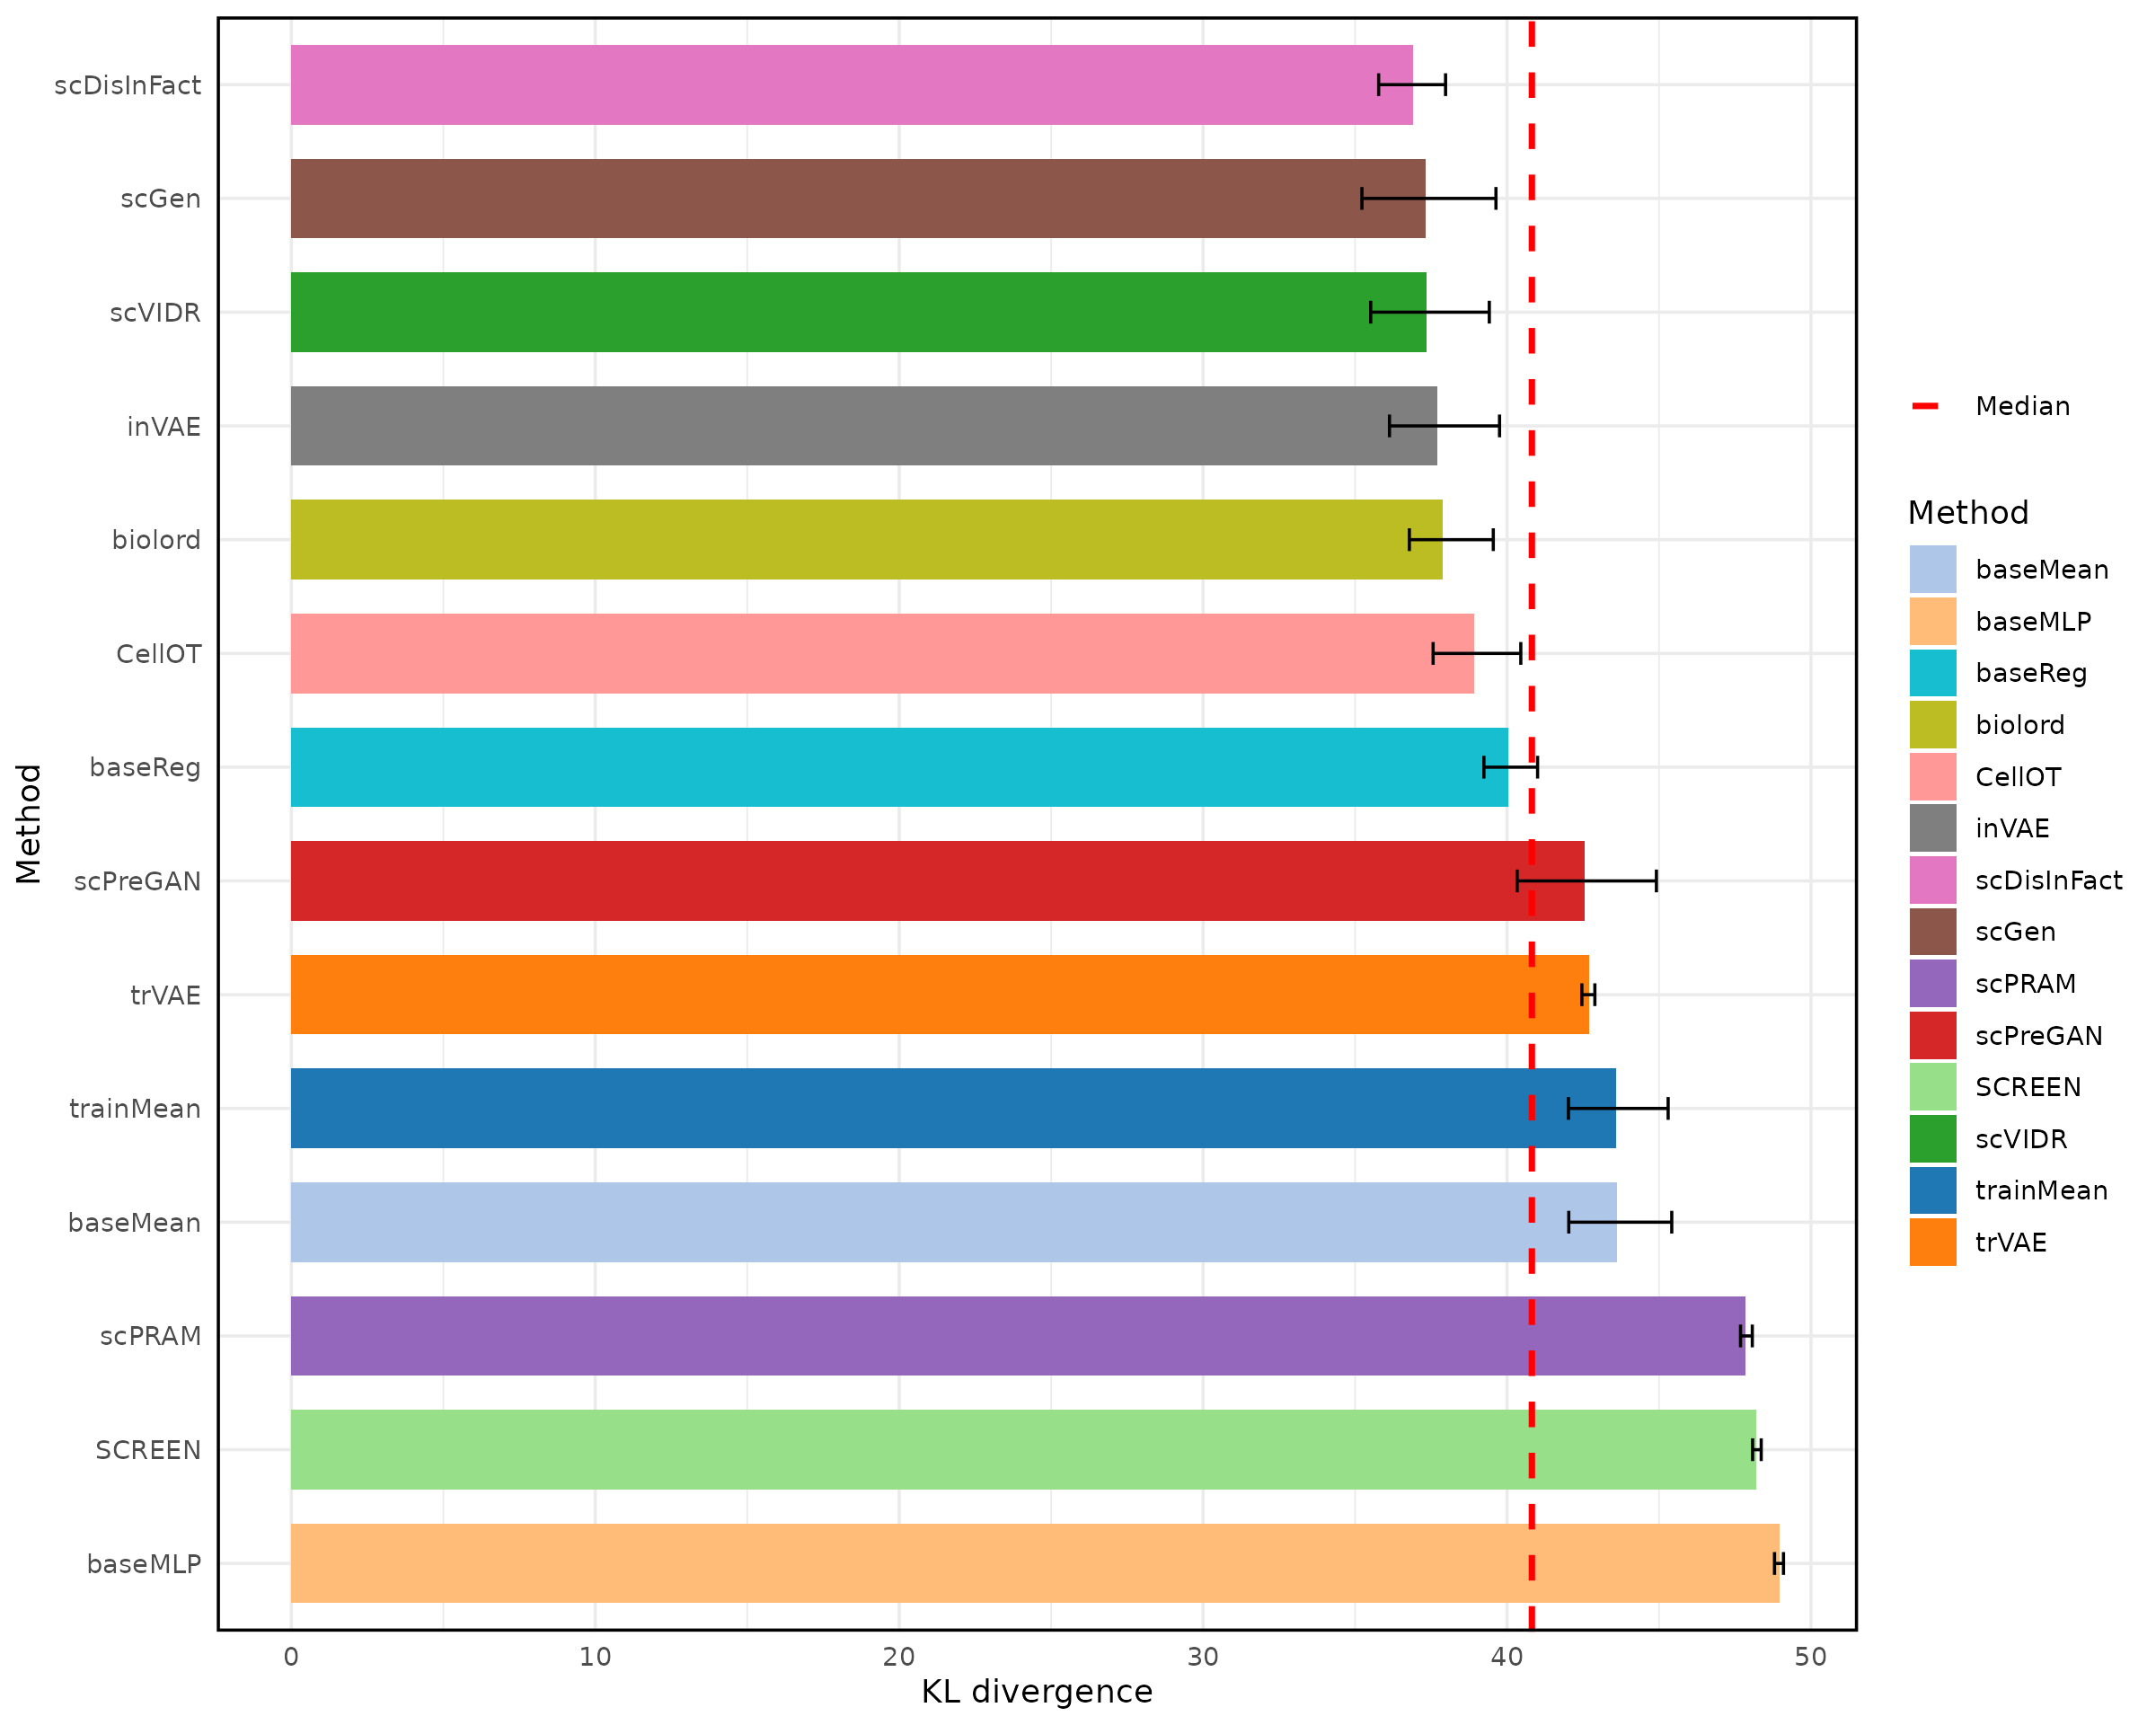 scDisInFact
scGen
scVIDR
inVAE
biolord
CellOT
baseReg
scPreGAN
trVAE
trainMean
baseMean
scPRAM
SCREEN
baseMLP
Method
0 10 20 30 40 50
KL divergence
Median
Method
baseMean
baseMLP
baseReg
biolord
CellOT
inVAE
scDisInFact
scGen
scPRAM
scPreGAN
SCREEN
scVIDR
trainMean
trVAE